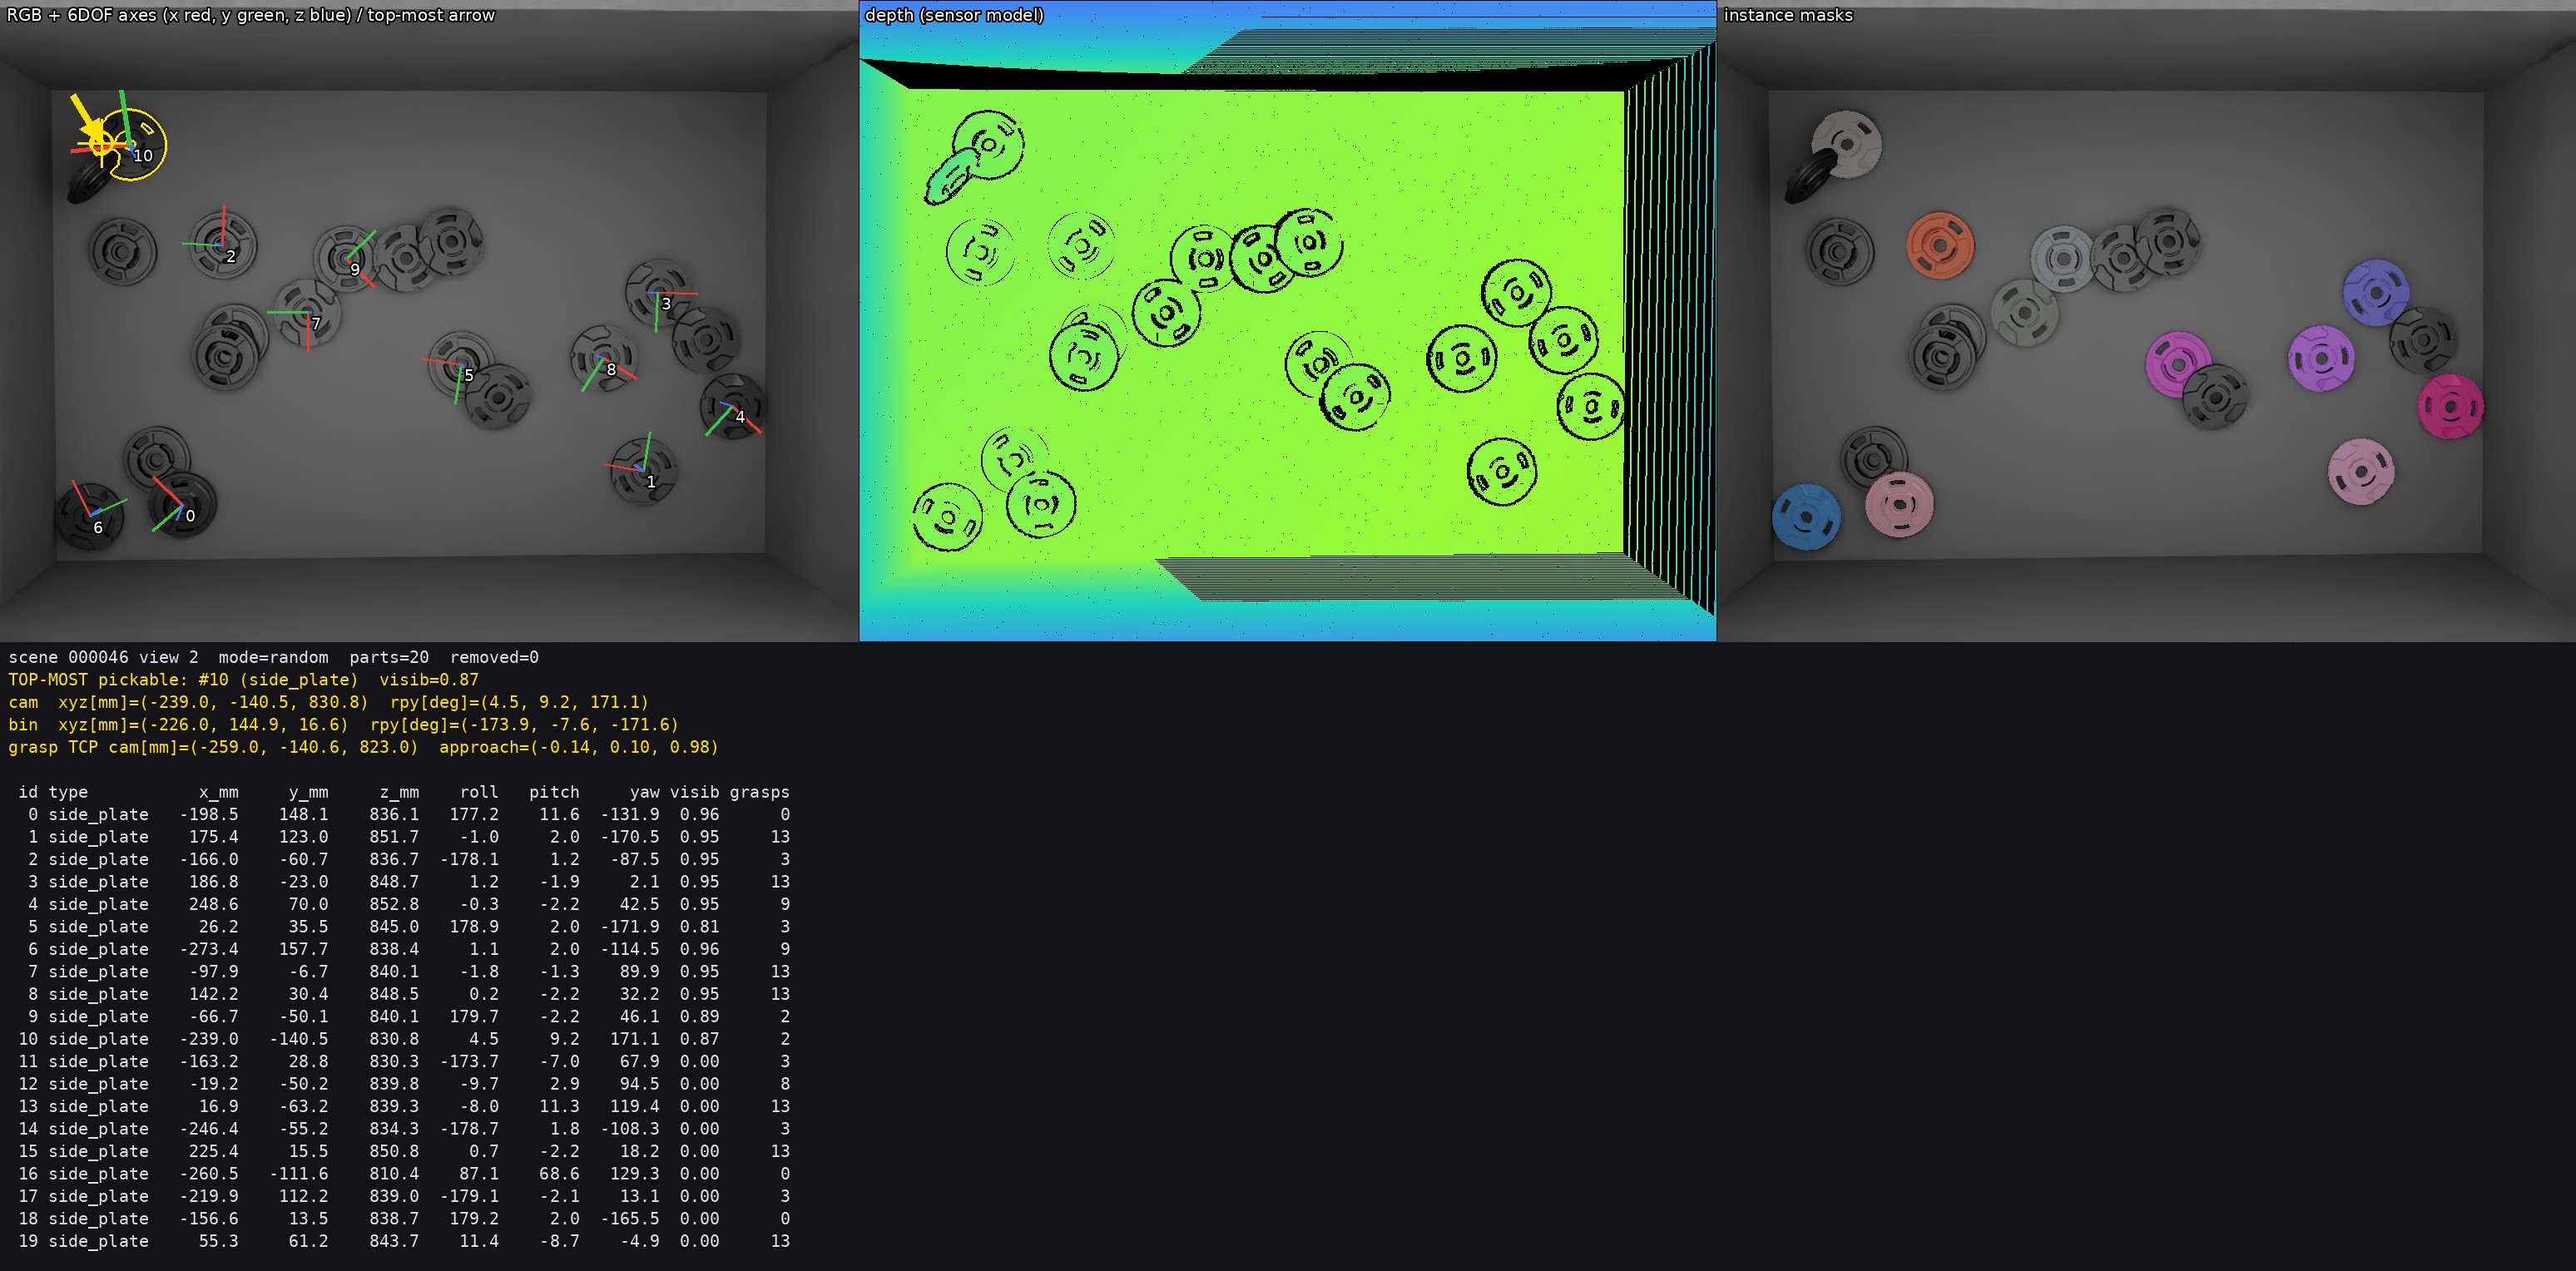 RGB + 6DOF axes (x red, y green, z blue) / top-most arrow
depth (sensor model)
instance masks
10
2
9
3
7
5
8
4
1
6
0
scene 000046 view 2  mode=random  parts=20  removed=0
TOP-MOST pickable: #10 (side_plate)  visib=0.87
cam  xyz[mm]=(-239.0, -140.5, 830.8)  rpy[deg]=(4.5, 9.2, 171.1)
bin  xyz[mm]=(-226.0, 144.9, 16.6)  rpy[deg]=(-173.9, -7.6, -171.6)
grasp TCP cam[mm]=(-259.0, -140.6, 823.0)  approach=(-0.14, 0.10, 0.98)
id type x_mm y_mm z_mm roll pitch yaw visib grasps
0 side_plate -198.5 148.1 836.1 177.2 11.6 -131.9 0.96 0
1 side_plate 175.4 123.0 851.7 -1.0 2.0 -170.5 0.95 13
2 side_plate -166.0 -60.7 836.7 -178.1 1.2 -87.5 0.95 3
3 side_plate 186.8 -23.0 848.7 1.2 -1.9 2.1 0.95 13
4 side_plate 248.6 70.0 852.8 -0.3 -2.2 42.5 0.95 9
5 side_plate 26.2 35.5 845.0 178.9 2.0 -171.9 0.81 3
6 side_plate -273.4 157.7 838.4 1.1 2.0 -114.5 0.96 9
7 side_plate -97.9 -6.7 840.1 -1.8 -1.3 89.9 0.95 13
8 side_plate 142.2 30.4 848.5 0.2 -2.2 32.2 0.95 13
9 side_plate -66.7 -50.1 840.1 179.7 -2.2 46.1 0.89 2
10 side_plate -239.0 -140.5 830.8 4.5 9.2 171.1 0.87 2
11 side_plate -163.2 28.8 830.3 -173.7 -7.0 67.9 0.00 3
12 side_plate -19.2 -50.2 839.8 -9.7 2.9 94.5 0.00 8
13 side_plate 16.9 -63.2 839.3 -8.0 11.3 119.4 0.00 13
14 side_plate -246.4 -55.2 834.3 -178.7 1.8 -108.3 0.00 3
15 side_plate 225.4 15.5 850.8 0.7 -2.2 18.2 0.00 13
16 side_plate -260.5 -111.6 810.4 87.1 68.6 129.3 0.00 0
17 side_plate -219.9 112.2 839.0 -179.1 -2.1 13.1 0.00 3
18 side_plate -156.6 13.5 838.7 179.2 2.0 -165.5 0.00 0
19 side_plate 55.3 61.2 843.7 11.4 -8.7 -4.9 0.00 13